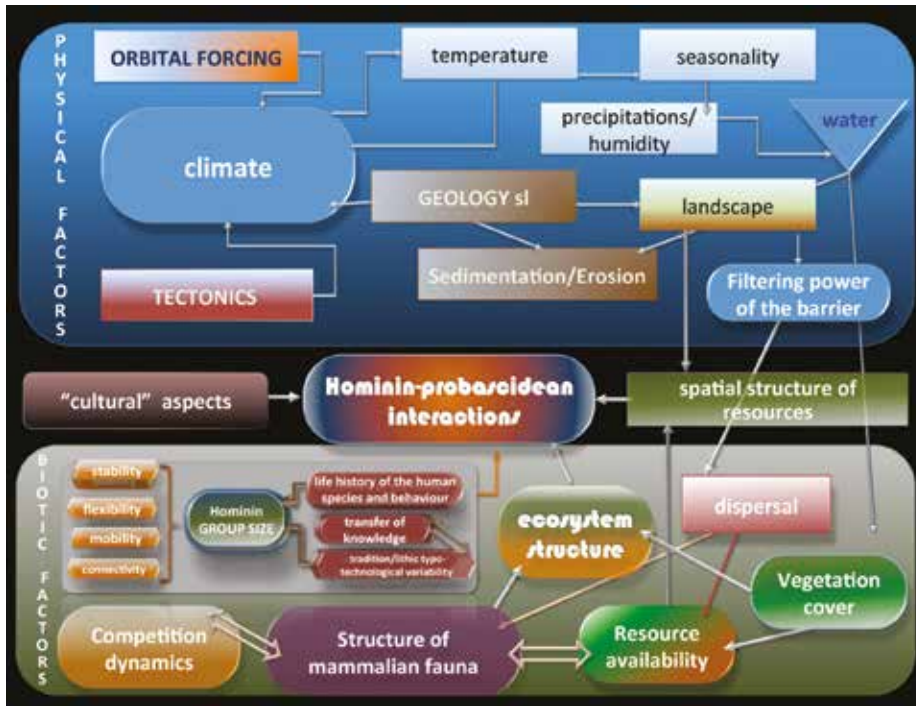 PHYSICAL FACTORS
ORBITAL FORCING
temperature
seasonality
precipitations/
humidity
water
climate
GEOLOGY sl
landscape
Sedimentation/Erosion
TECTONICS
Filtering power
of the barrier
"cultural" aspects
Hominin-probascidean
interactions
spatial structure of
resources
BIOTIC FACTORS
stability
flexibility
mobility
connectivity
Hominin
GROUP SIZE
life history of the human
species and behaviour
transfer of
knowledge
tradition/lithic typo-
technological variability
ecosystem
structure
dispersal
Vegetation
cover
Competition
dynamics
Structure of
mammalian fauna
Resource
availability